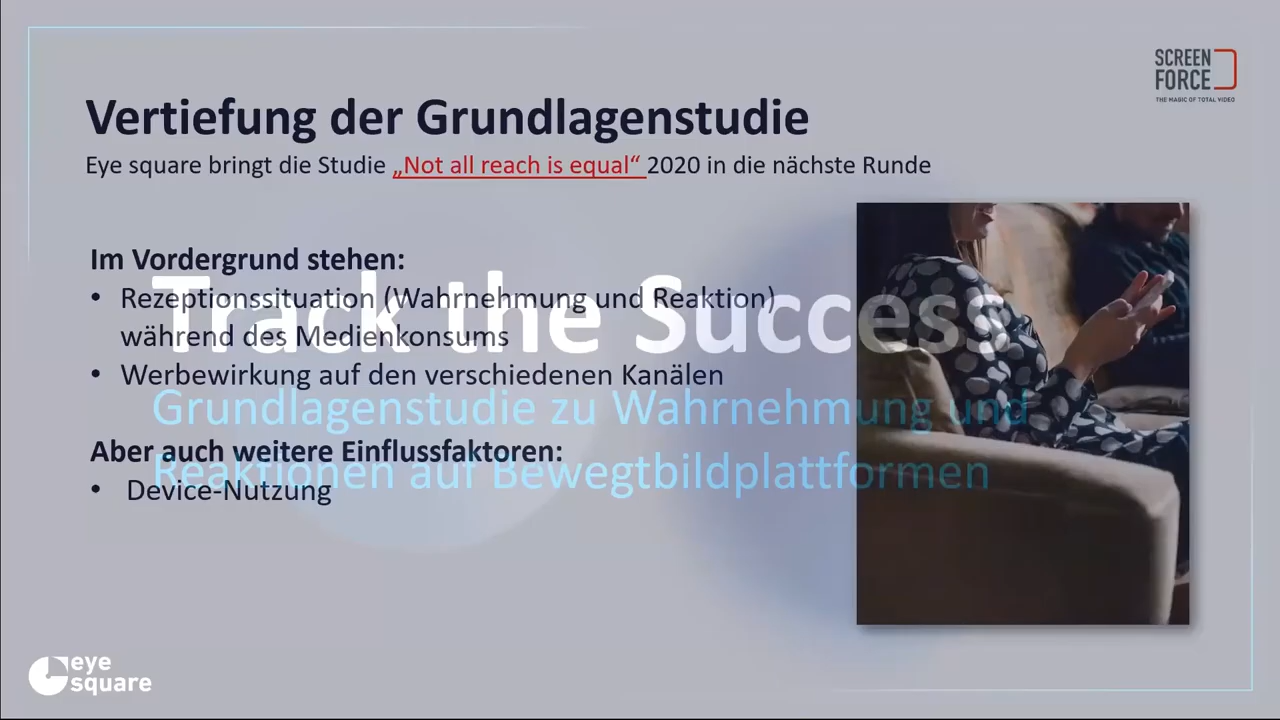 SCREEN
FORCE
THE MAGIC OF TOTAL VIDEO
Vertiefung der Grundlagenstudie
Eye square bringt die Studie „Not all reach is equal“ 2020 in die nächste Runde
Im Vordergrund stehen:
• Rezeptionssituation (Wahrnehmung und Reaktion)
während des Medienkonsums
• Werbewirkung auf den verschiedenen Kanälen
Aber auch weitere Einflussfaktoren:
• Device-Nutzung
Track the Success
Grundlagenstudie zu Wahrnehmung und
Reaktionen auf Bewegtbildplattformen
eye
square